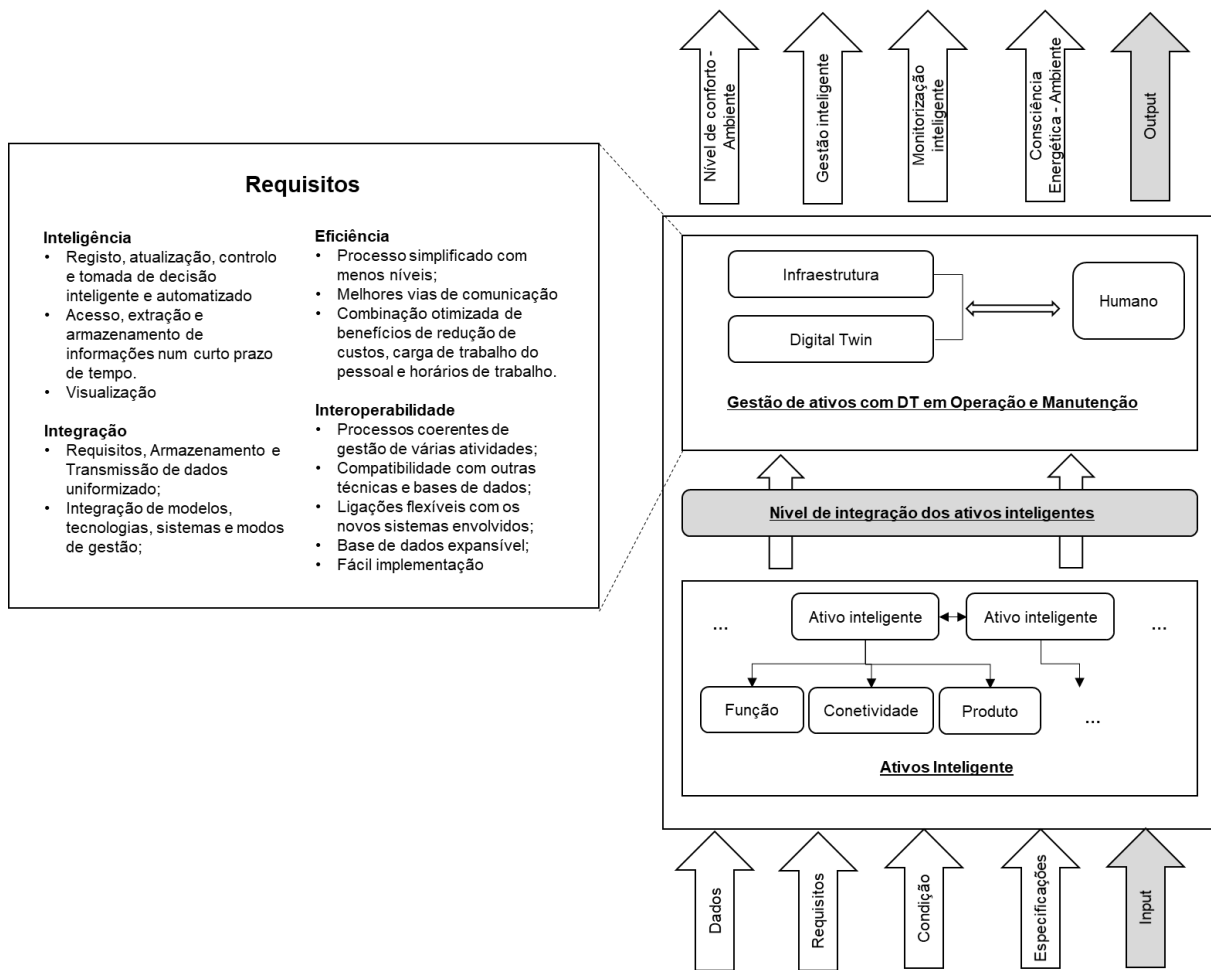 Requisitos
Inteligência
• Registo, atualização, controlo
e tomada de decisão
inteligente e automatizado
• Acesso, extração e
armazenamento de
informações num curto prazo
de tempo.
• Visualização
Integração
• Requisitos, Armazenamento e
Transmissão de dados
uniformizado;
• Integração de modelos,
tecnologias, sistemas e modos
de gestão;
Eficiência
• Processo simplificado com
menos níveis;
• Melhores vias de comunicação
• Combinação otimizada de
benefícios de redução de
custos, carga de trabalho do
pessoal e horários de trabalho.
Interoperabilidade
• Processos coerentes de
gestão de várias atividades;
• Compatibilidade com outras
técnicas e bases de dados;
• Ligações flexíveis com os
novos sistemas envolvidos;
• Base de dados expansível;
• Fácil implementação
Nível de conforto -
Ambiente
Gestão inteligente
Monitorização
inteligente
Consciência
Energética - Ambiente
Output
Infraestrutura
Digital Twin
Humano
Gestão de ativos com DT em Operação e Manutenção
Nivel de integração dos ativos inteligentes
...
Ativo inteligente
Ativo inteligente
...
Função
Conetividade
Produto
...
Ativos Inteligente
Dados
Requisitos
Condição
Especificações
Input